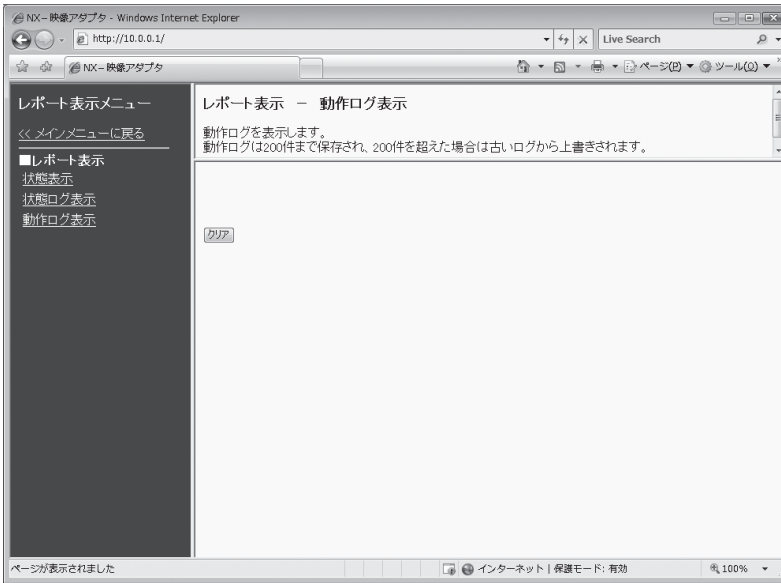 NX－映像アダプタ - Windows Internet Explorer
http://10.0.0.1/
Live Search
NX－映像アダプタ
ページ(P)
ツール(O)
レポート表示メニュー
<< メインメニューに戻る
■レポート表示
状態表示
状態ログ表示
動作ログ表示
レポート表示 － 動作ログ表示
動作ログを表示します。
動作ログは200件まで保存され、200件を超えた場合は古いログから上書きされます。
クリア
ページが表示されました
インターネット | 保護モード: 有効
100%